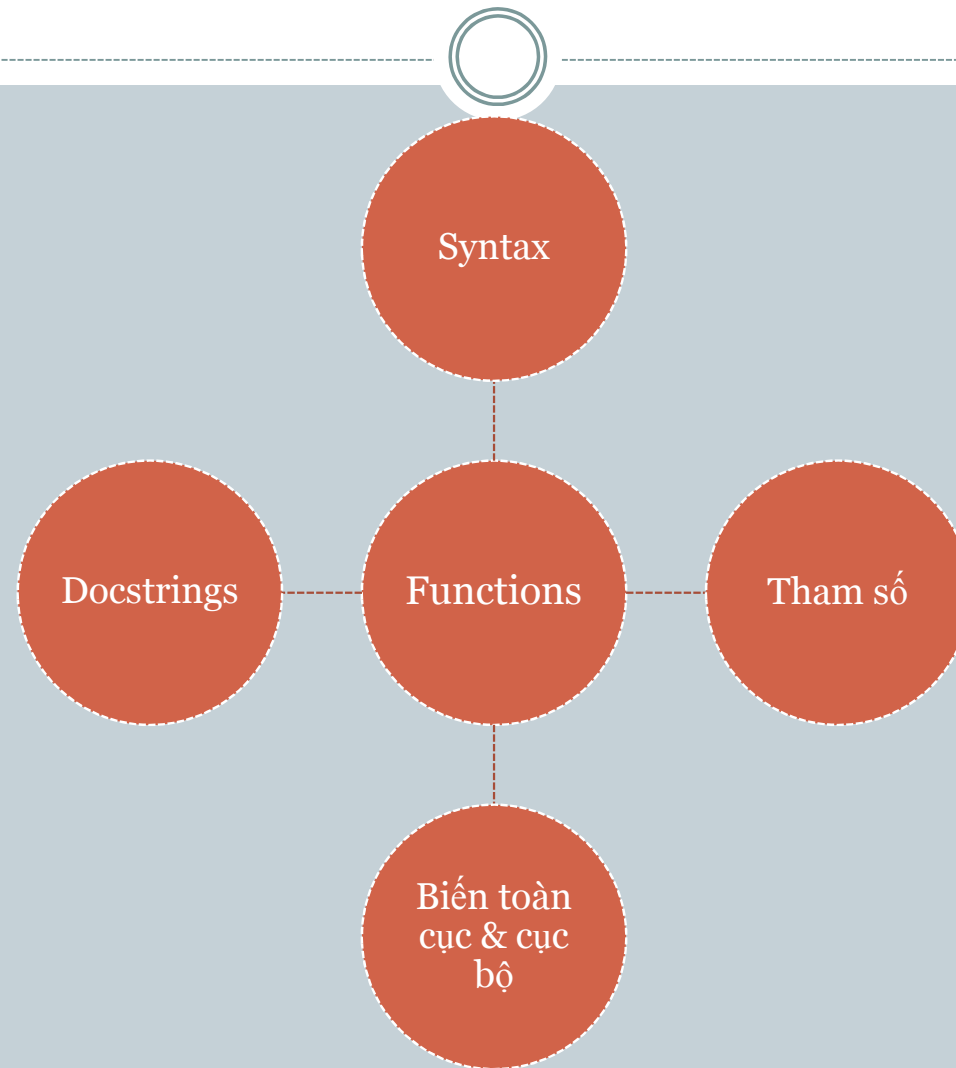 Syntax
Docstrings
Functions
Tham số
Biến toàn
cục & cục
bộ